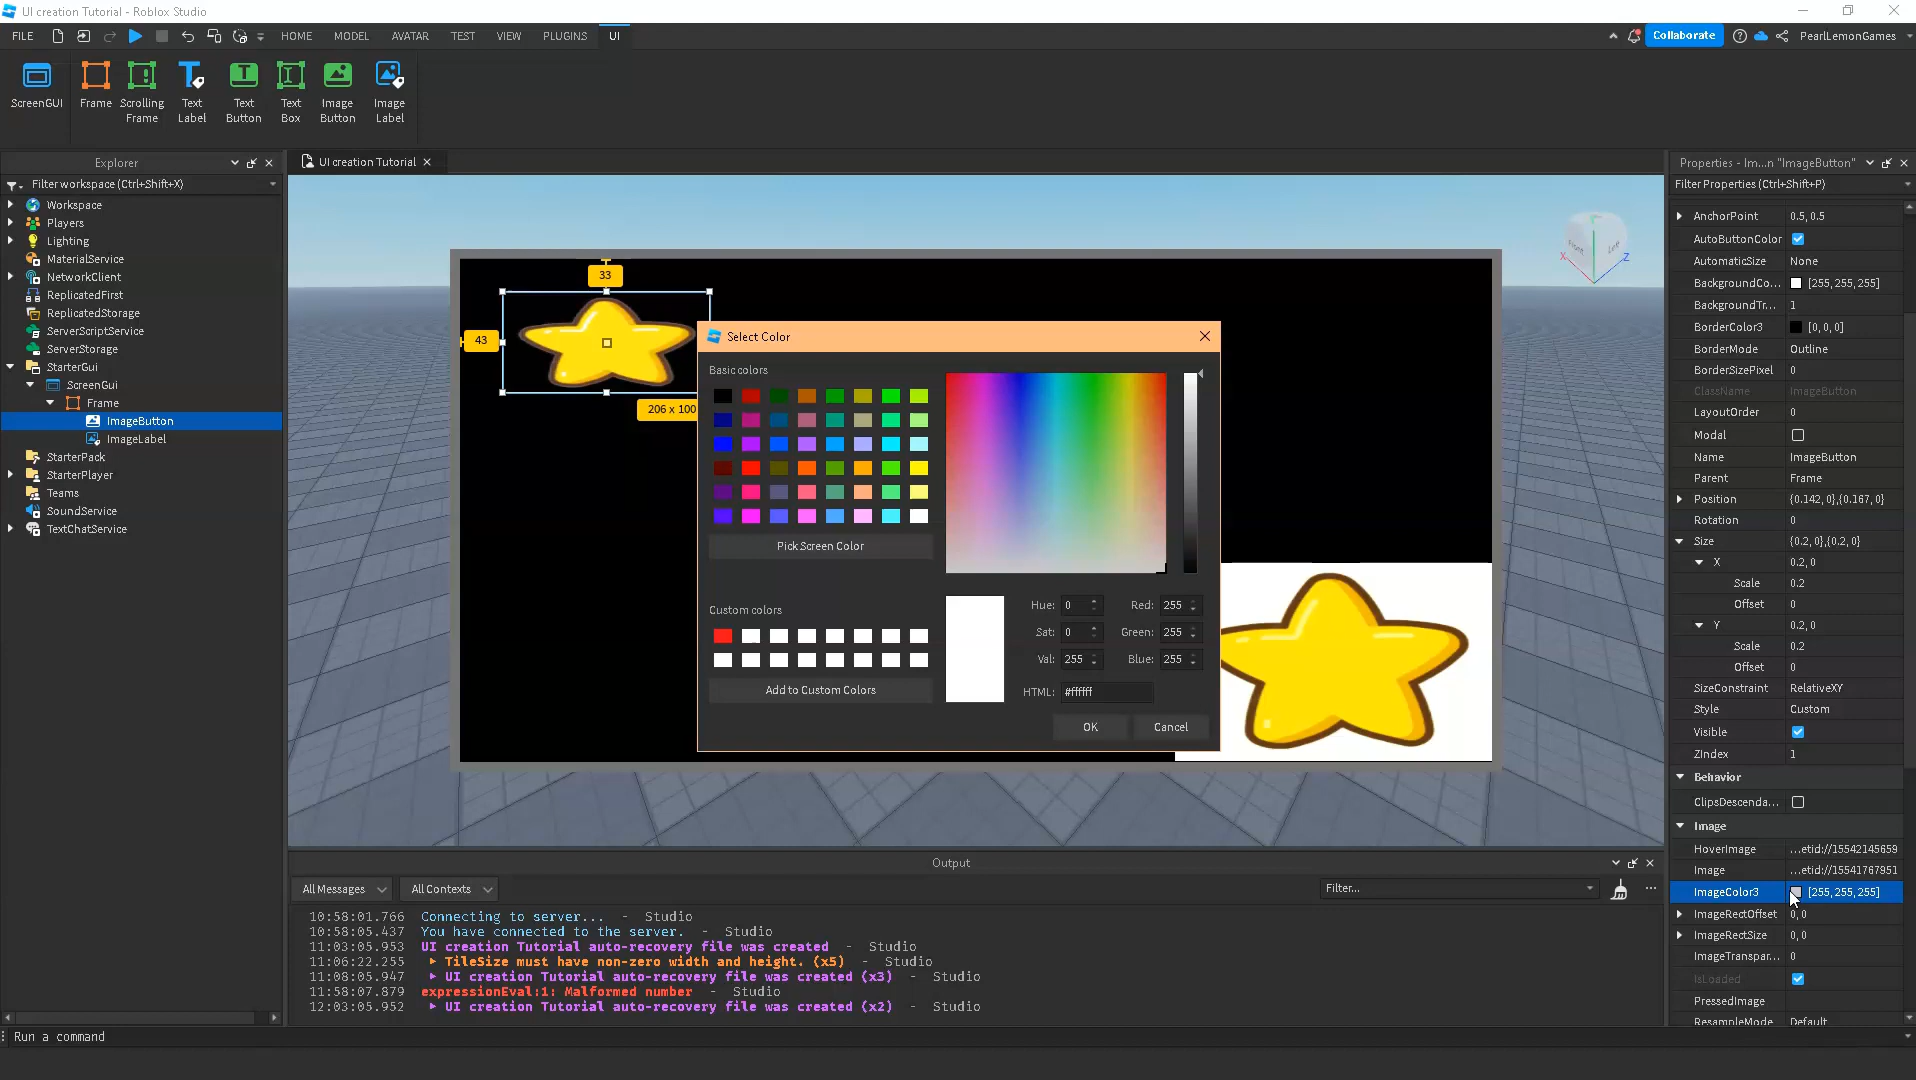 UI creation Tutorial - Roblox Studio
FILE HOME MODEL AVATAR TEST VIEW PLUGINS UI Collaborate PearlLemonGames
ScreenGUI Frame Scrolling Frame Text Label Text Button Text Box Image Button Image Label
Explorer
Filter workspace (Ctrl+Shift+X)
Workspace
Players
Lighting
MaterialService
NetworkClient
ReplicatedFirst
ReplicatedStorage
ServerScriptService
ServerStorage
StarterGui
ScreenGui
Frame
ImageButton
ImageLabel
StarterPack
StarterPlayer
Teams
SoundService
TextChatService
UI creation Tutorial
33
43
206 x 100
Select Color
Basic colors
Pick Screen Color
Custom colors
Add to Custom Colors
Hue: 0 Red: 255
Sat: 0 Green: 255
Val: 255 Blue: 255
HTML: #ffffff
OK Cancel
Output
All Messages All Contexts Filter...
10:58:01.766 Connecting to server... - Studio
10:58:05.437 You have connected to the server. - Studio
11:03:05.953 UI creation Tutorial auto-recovery file was created - Studio
11:06:22.255 TileSize must have non-zero width and height. (x5) - Studio
11:08:05.947 UI creation Tutorial auto-recovery file was created (x3) - Studio
11:58:07.879 expressionEval:1: Malformed number - Studio
12:03:05.952 UI creation Tutorial auto-recovery file was created (x2) - Studio
Run a command
Properties - Im...n "ImageButton"
Filter Properties (Ctrl+Shift+P)
AnchorPoint 0.5, 0.5
AutoButtonColor
AutomaticSize None
BackgroundCo... [255, 255, 255]
BackgroundTr... 1
BorderColor3 [0, 0, 0]
BorderMode Outline
BorderSizePixel 0
ClassName ImageButton
LayoutOrder 0
Modal
Name ImageButton
Parent Frame
Position {0.142, 0},{0.167, 0}
Rotation 0
Size {0.2, 0},{0.2, 0}
X 0.2, 0
Scale 0.2
Offset 0
Y 0.2, 0
Scale 0.2
Offset 0
SizeConstraint RelativeXY
Style Custom
Visible
ZIndex 1
Behavior
ClipsDescenda...
Image
HoverImage ...etid://15542145659
Image ...etid://15541767951
ImageColor3 [255, 255, 255]
ImageRectOffset 0, 0
ImageRectSize 0, 0
ImageTranspar... 0
IsLoaded
PressedImage
ResampleMode Default